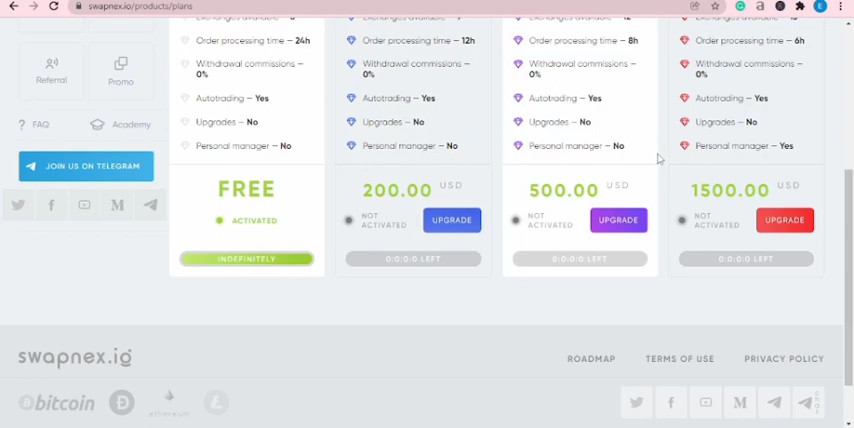 swapnex.io/products/plans
Order processing time – 24h
Withdrawal commissions –
0%
Autotrading – Yes
Upgrades – No
Personal manager – No
FREE
ACTIVATED
INDEFINITELY
Order processing time – 12h
Withdrawal commissions –
0%
Autotrading – Yes
Upgrades – No
Personal manager – No
200.00 USD
NOT
ACTIVATED
UPGRADE
0:0:0:0 LEFT
Order processing time – 8h
Withdrawal commissions –
0%
Autotrading – Yes
Upgrades – No
Personal manager – No
500.00 USD
NOT
ACTIVATED
UPGRADE
0:0:0:0 LEFT
Order processing time – 6h
Withdrawal commissions –
0%
Autotrading – Yes
Upgrades – No
Personal manager – Yes
1500.00 USD
NOT
ACTIVATED
UPGRADE
0:0:0:0 LEFT
Referral
Promo
? FAQ
Academy
JOIN US ON TELEGRAM
swapnex.io
ROADMAP
TERMS OF USE
PRIVACY POLICY
bitcoin
ethereum
CHAT